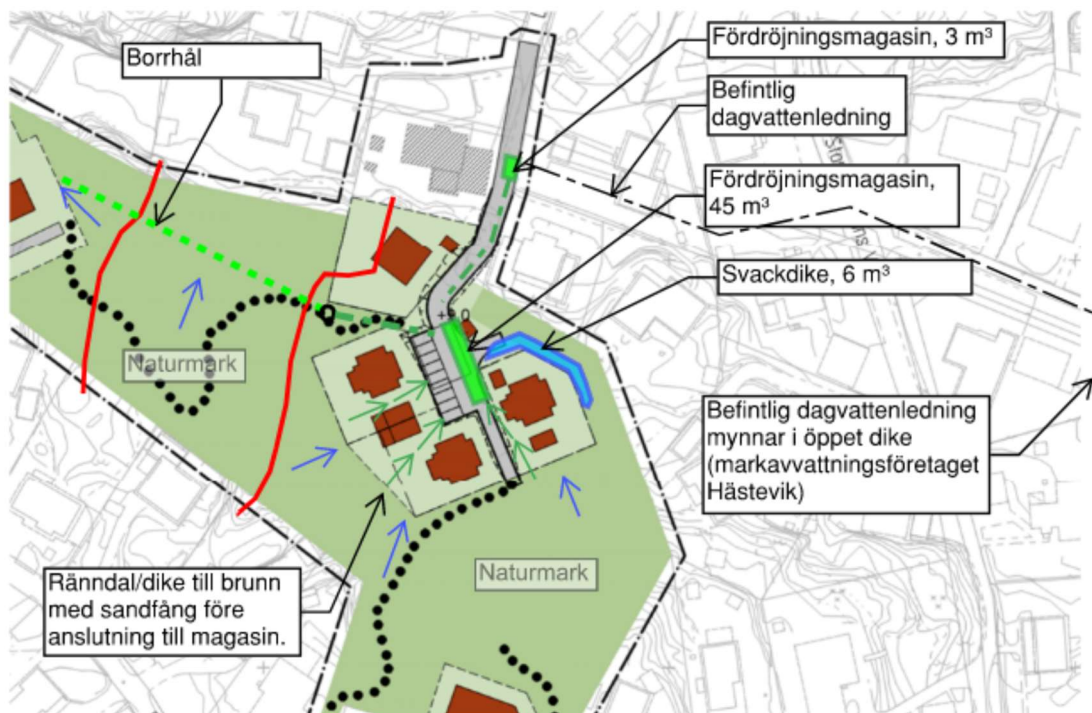 Borrhål
Fördröjningsmagasin, 3 m³
Befintlig
dagvattenledning
Fördröjningsmagasin,
45 m³
Svackdike, 6 m³
Naturmark
Befintlig dagvattenledning
mynnar i öppet dike
(markavvattningsföretaget
Hästevik)
Ränndal/dike till brunn
med sandfång före
anslutning till magasin.
Naturmark